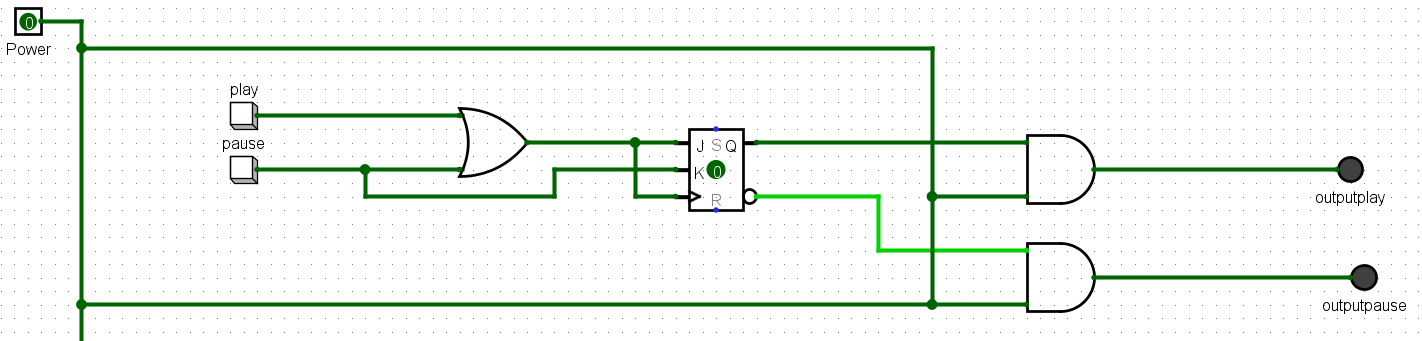 0
Power
play
pause
J S Q
K 0
R
outputplay
outputpause